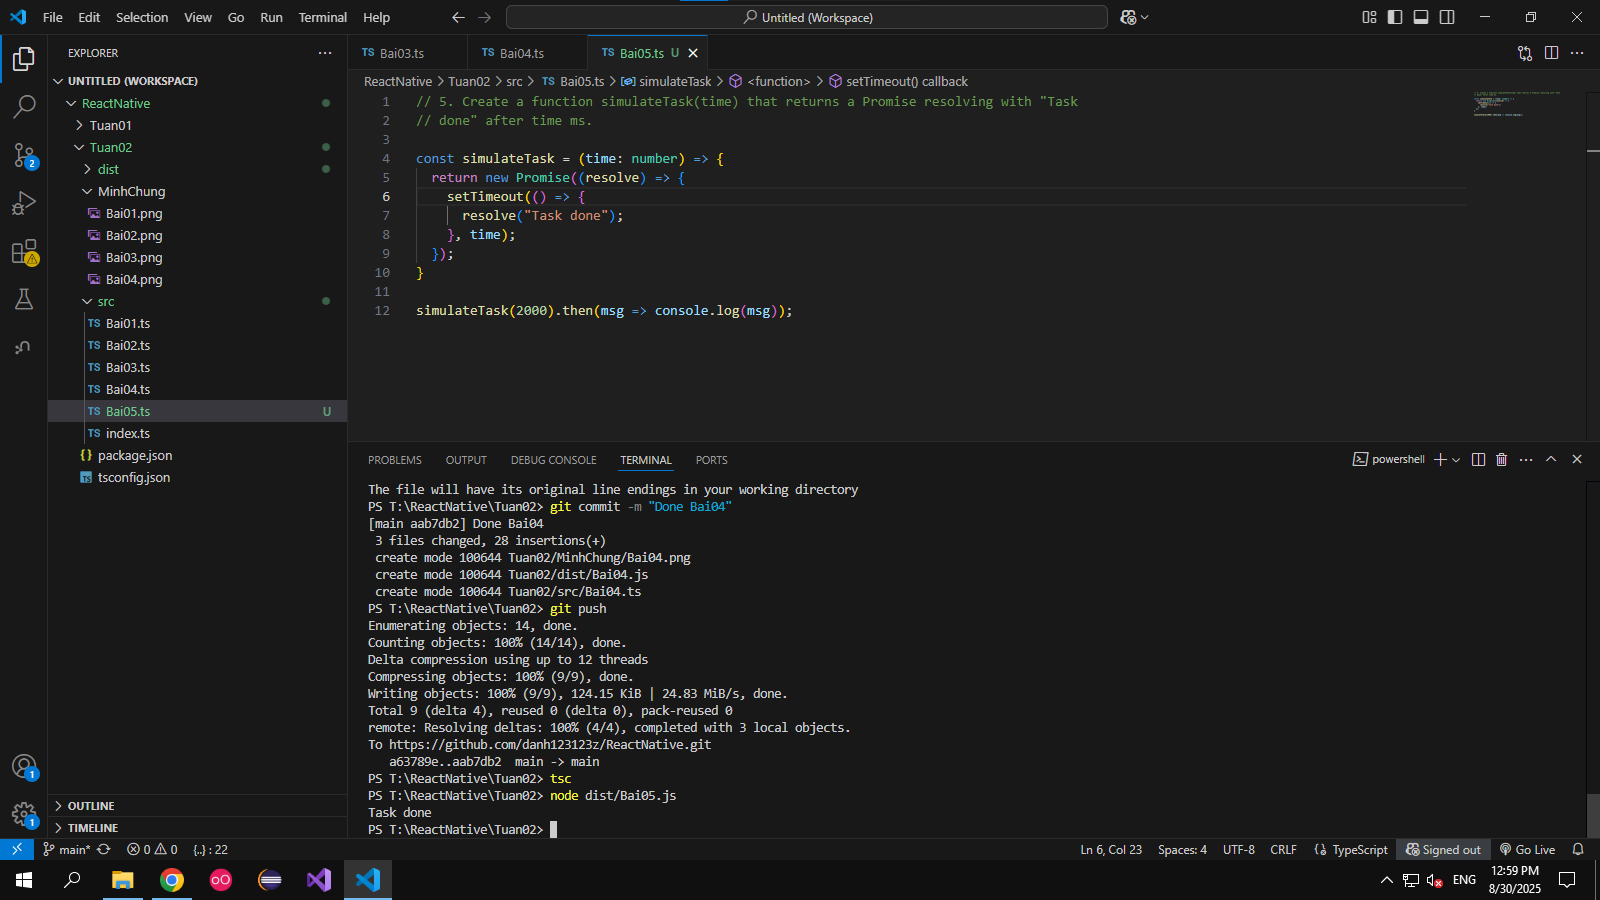 File Edit Selection View Go Run Terminal Help
Untitled (Workspace)
EXPLORER
UNTITLED (WORKSPACE)
ReactNative
Tuan01
Tuan02
dist
MinhChung
Bai01.png
Bai02.png
Bai03.png
Bai04.png
src
TS Bai01.ts
TS Bai02.ts
TS Bai03.ts
TS Bai04.ts
TS Bai05.ts U
TS index.ts
{} package.json
TS tsconfig.json
OUTLINE
TIMELINE
2
1
1
TS Bai03.ts TS Bai04.ts TS Bai05.ts U
ReactNative > Tuan02 > src > TS Bai05.ts > simulateTask > <function> > setTimeout() callback
1 // 5. Create a function simulateTask(time) that returns a Promise resolving with "Task
2 // done" after time ms.
3
4 const simulateTask = (time: number) => {
5 return new Promise((resolve) => {
6 setTimeout(() => {
7 resolve("Task done");
8 }, time);
9 });
10 }
11
12 simulateTask(2000).then(msg => console.log(msg));
PROBLEMS OUTPUT DEBUG CONSOLE TERMINAL PORTS
powershell
The file will have its original line endings in your working directory
PS T:\ReactNative\Tuan02> git commit -m "Done Bai04"
[main aab7db2] Done Bai04
3 files changed, 28 insertions(+)
create mode 100644 Tuan02/MinhChung/Bai04.png
create mode 100644 Tuan02/dist/Bai04.js
create mode 100644 Tuan02/src/Bai04.ts
PS T:\ReactNative\Tuan02> git push
Enumerating objects: 14, done.
Counting objects: 100% (14/14), done.
Delta compression using up to 12 threads
Compressing objects: 100% (9/9), done.
Writing objects: 100% (9/9), 124.15 KiB | 24.83 MiB/s, done.
Total 9 (delta 4), reused 0 (delta 0), pack-reused 0
remote: Resolving deltas: 100% (4/4), completed with 3 local objects.
To https://github.com/danh123123z/ReactNative.git
a63789e..aab7db2 main -> main
PS T:\ReactNative\Tuan02> tsc
PS T:\ReactNative\Tuan02> node dist/Bai05.js
Task done
PS T:\ReactNative\Tuan02>
main* 0 0 {..} : 22
Ln 6, Col 23 Spaces: 4 UTF-8 CRLF {} TypeScript Signed out Go Live
ENG
12:59 PM
8/30/2025